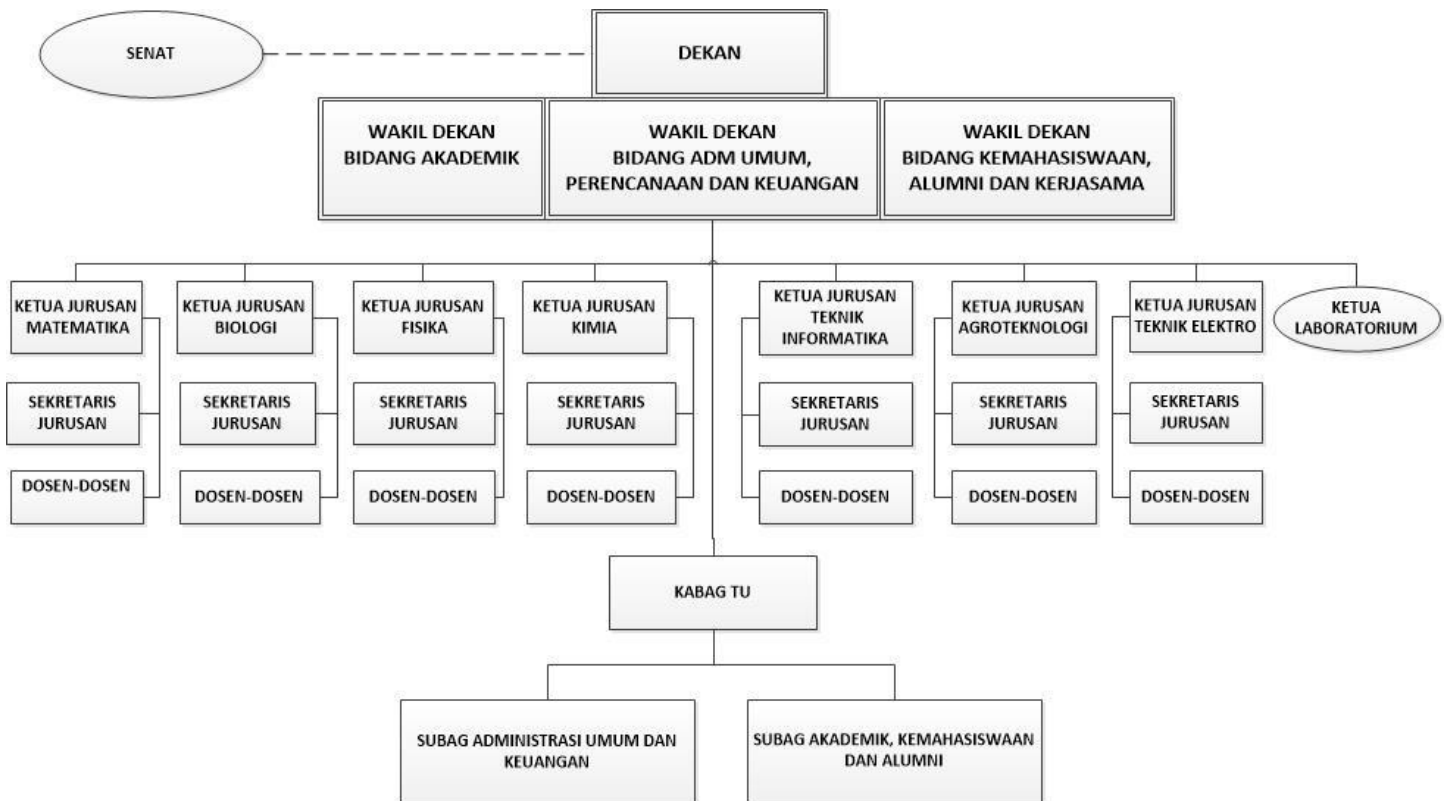 SENAT
DEKAN
WAKIL DEKAN
BIDANG AKADEMIK
WAKIL DEKAN
BIDANG ADM UMUM,
PERENCANAAN DAN KEUANGAN
WAKIL DEKAN
BIDANG KEMAHASISWAAN,
ALUMNI DAN KERJASAMA
KETUA JURUSAN
MATEMATIKA
KETUA JURUSAN
BIOLOGI
KETUA JURUSAN
FISIKA
KETUA JURUSAN
KIMIA
KETUA JURUSAN
TEKNIK
INFORMATIKA
KETUA JURUSAN
AGROTEKNOLOGI
KETUA JURUSAN
TEKNIK ELEKTRO
KETUA
LABORATORIUM
SEKRETARIS
JURUSAN
SEKRETARIS
JURUSAN
SEKRETARIS
JURUSAN
SEKRETARIS
JURUSAN
SEKRETARIS
JURUSAN
SEKRETARIS
JURUSAN
SEKRETARIS
JURUSAN
DOSEN-DOSEN
DOSEN-DOSEN
DOSEN-DOSEN
DOSEN-DOSEN
DOSEN-DOSEN
DOSEN-DOSEN
DOSEN-DOSEN
KABAG TU
SUBAG ADMINISTRASI UMUM DAN
KEUANGAN
SUBAG AKADEMIK, KEMAHASISWAAN
DAN ALUMNI